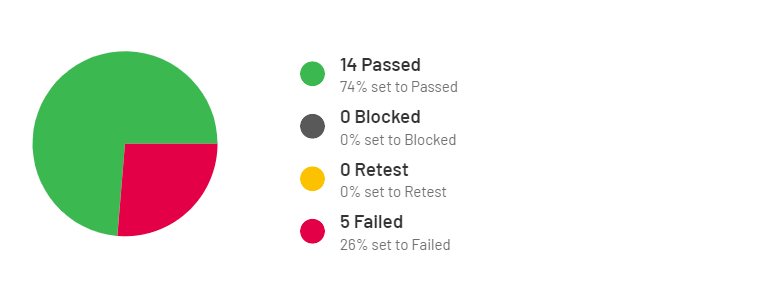 14 Passed
74% set to Passed
0 Blocked
0% set to Blocked
0 Retest
0% set to Retest
5 Failed
26% set to Failed